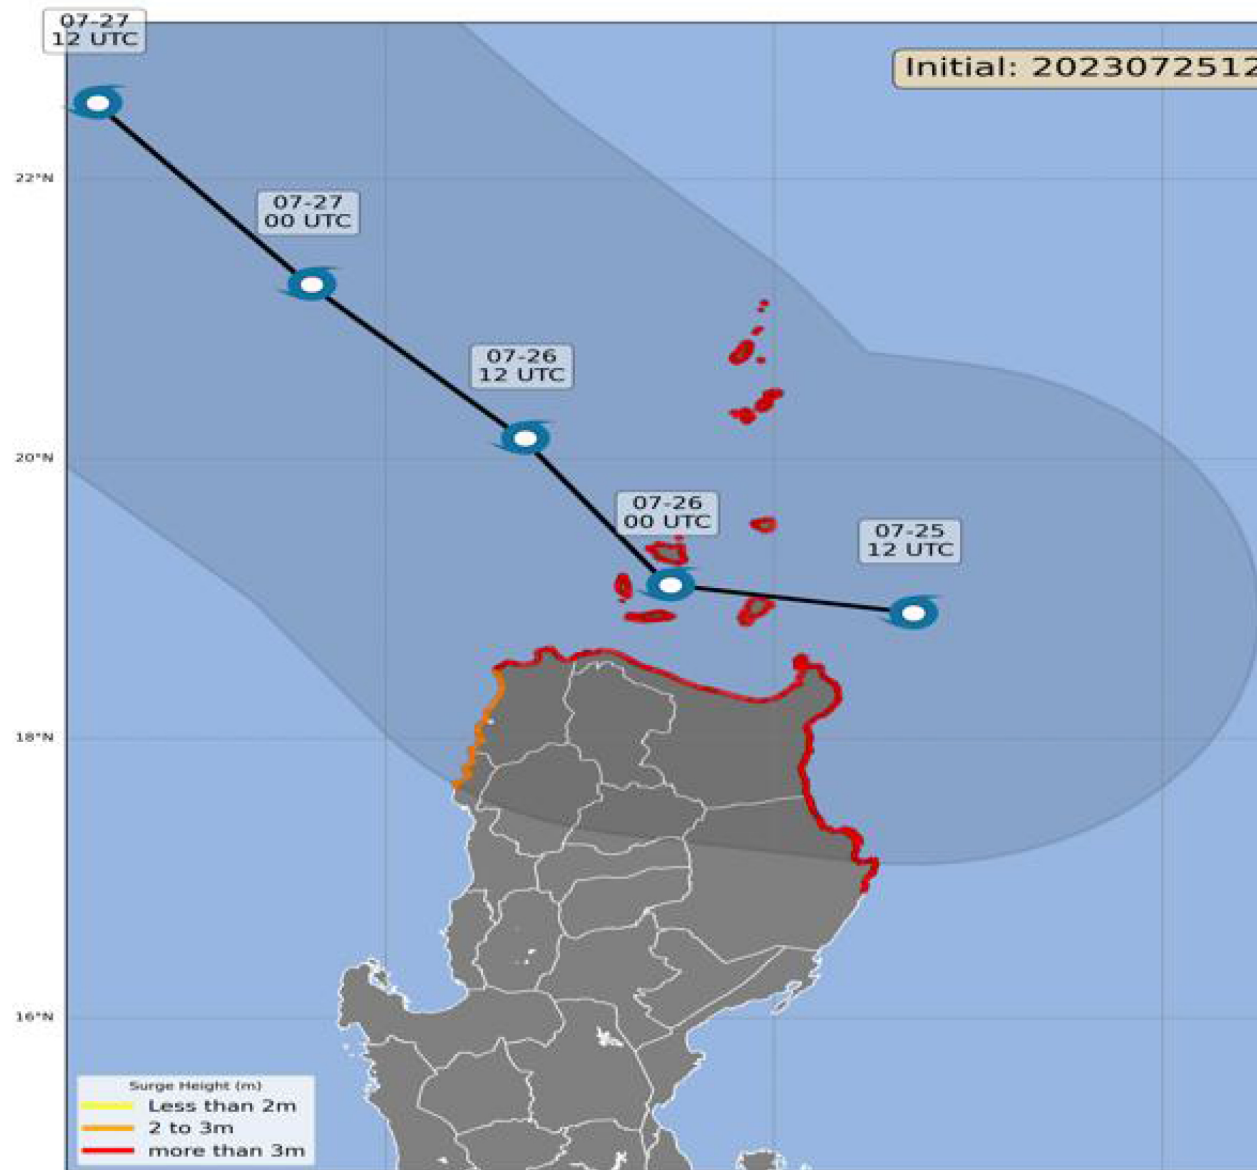 07-27
12 UTC
Initial: 2023072512
22°N
07-27
00 UTC
07-26
12 UTC
20°N
07-26
00 UTC
07-25
12 UTC
18°N
16°N
Surge Height (m)
Less than 2m
2 to 3m
more than 3m